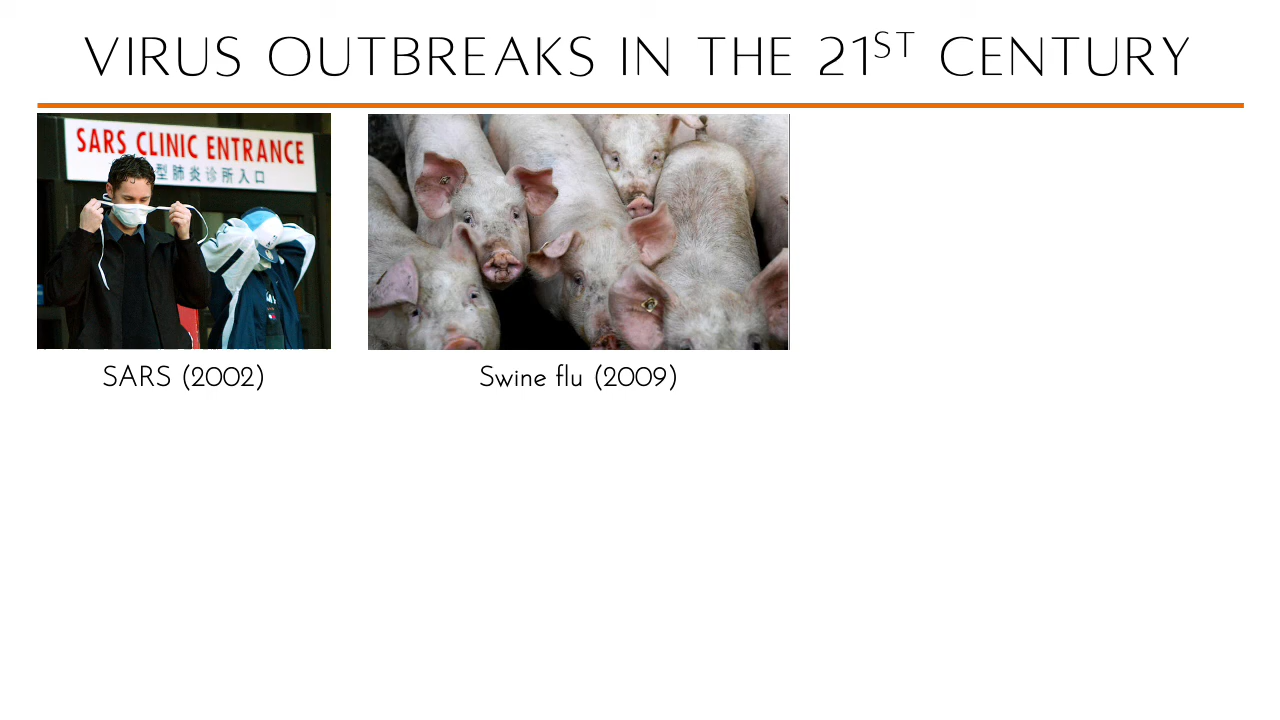 VIRUS OUTBREAKS IN THE 21ST CENTURY
SARS CLINIC ENTRANCE
型肺炎诊所入口
SARS (2002)
Swine flu (2009)